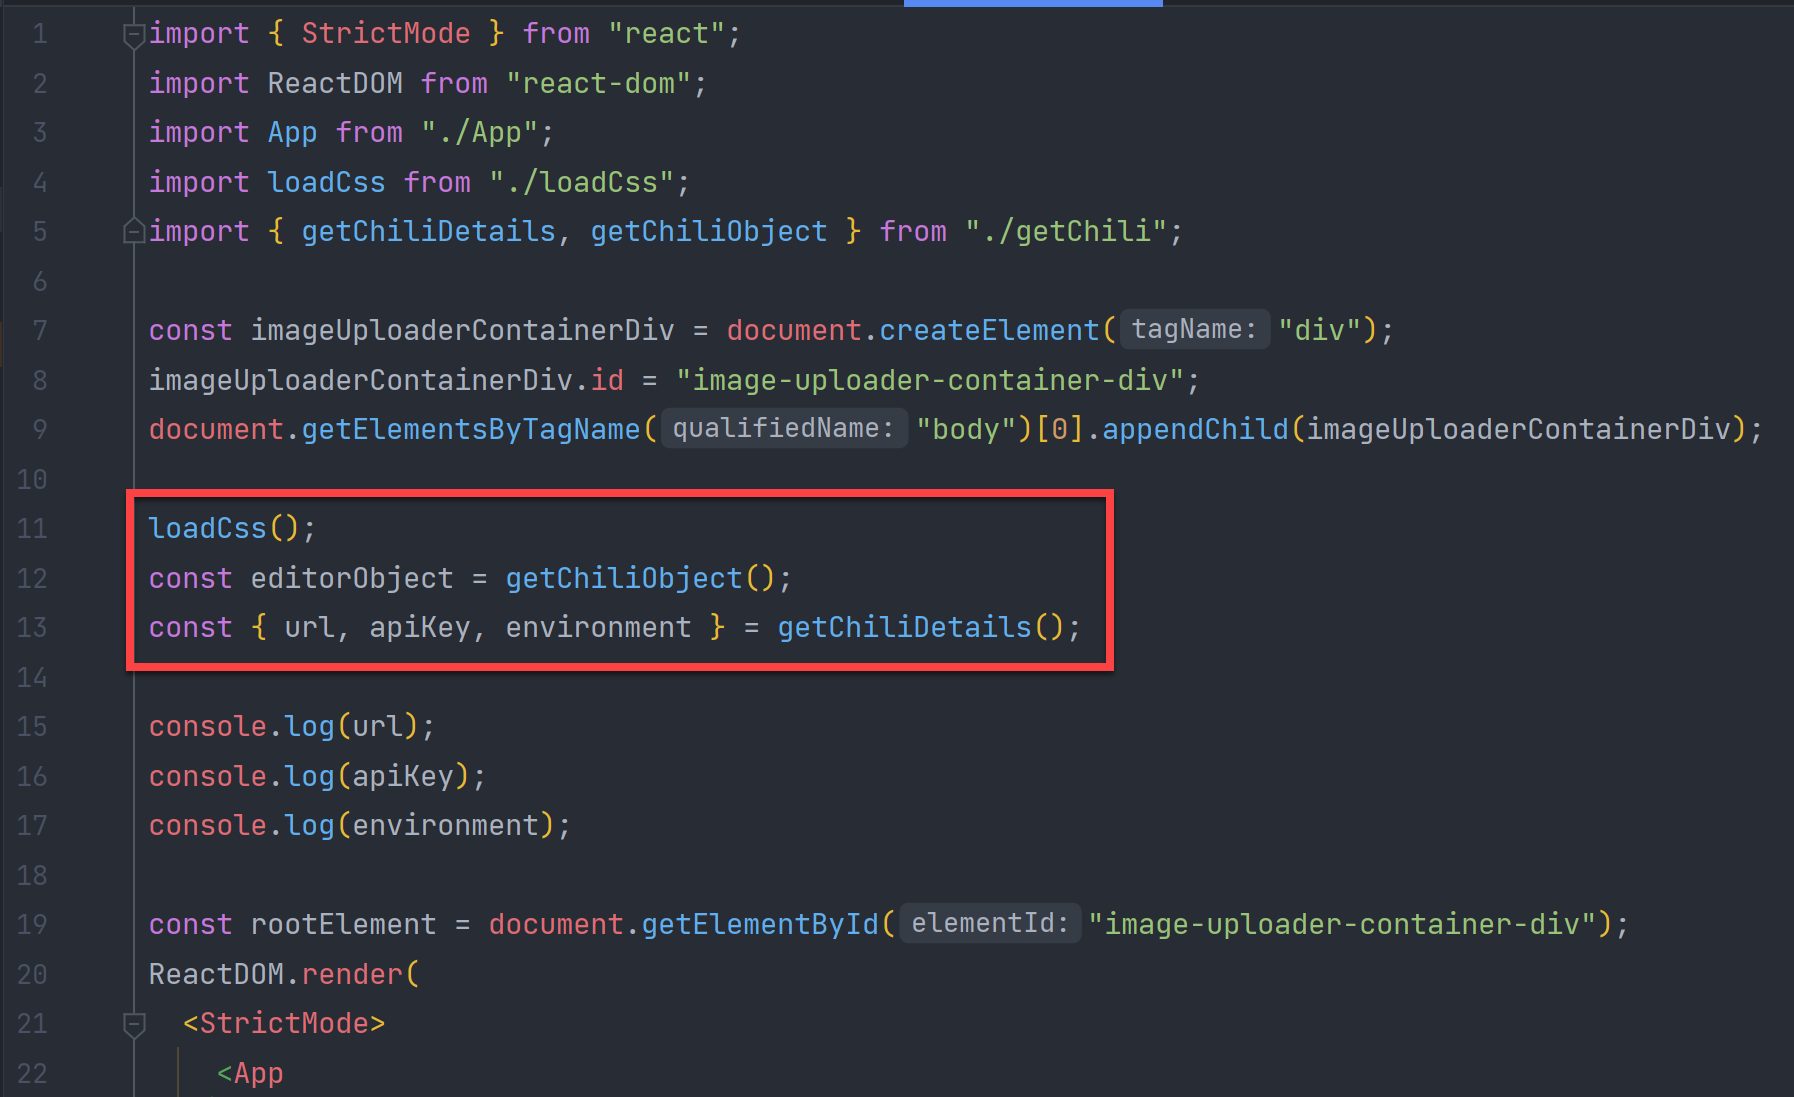 1 import { StrictMode } from "react";
2 import ReactDOM from "react-dom";
3 import App from "./App";
4 import loadCss from "./loadCss";
5 import { getChiliDetails, getChiliObject } from "./getChili";
6
7 const imageUploaderContainerDiv = document.createElement( tagName: "div");
8 imageUploaderContainerDiv.id = "image-uploader-container-div";
9 document.getElementsByTagName( qualifiedName: "body")[0].appendChild(imageUploaderContainerDiv);
10
11 loadCss();
12 const editorObject = getChiliObject();
13 const { url, apiKey, environment } = getChiliDetails();
14
15 console.log(url);
16 console.log(apiKey);
17 console.log(environment);
18
19 const rootElement = document.getElementById( elementId: "image-uploader-container-div");
20 ReactDOM.render(
21 <StrictMode>
22 <App